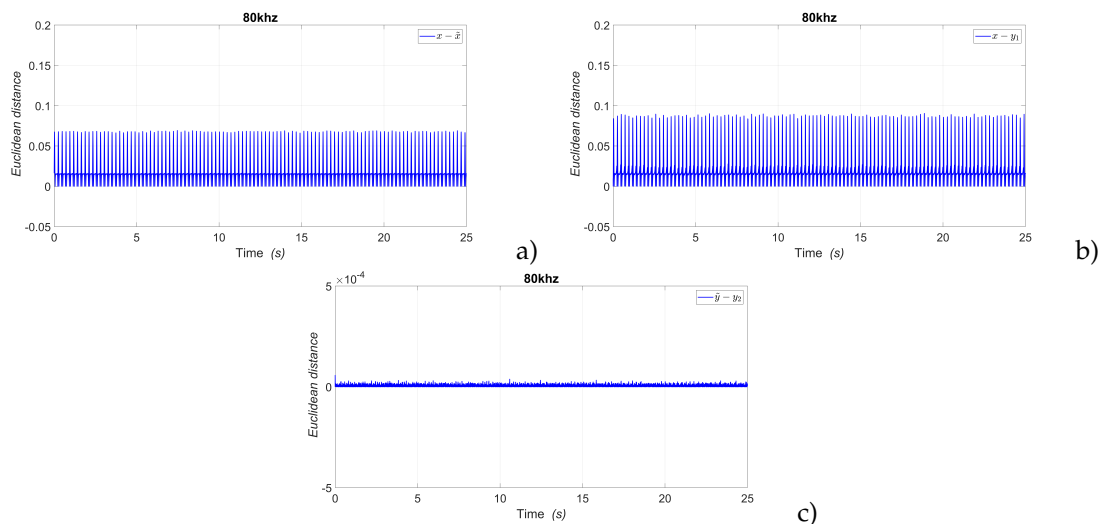 80khz
x − x̃
0.2
0.15
0.1
0.05
0
-0.05
Euclidean distance
0 5 10 15 20 25
Time (s)
a)
80khz
x − y₁
0.2
0.15
0.1
0.05
0
-0.05
Euclidean distance
0 5 10 15 20 25
Time (s)
b)
80khz
×10⁻⁴
ỹ − y₂
5
0
-5
Euclidean distance
0 5 10 15 20 25
Time (s)
c)